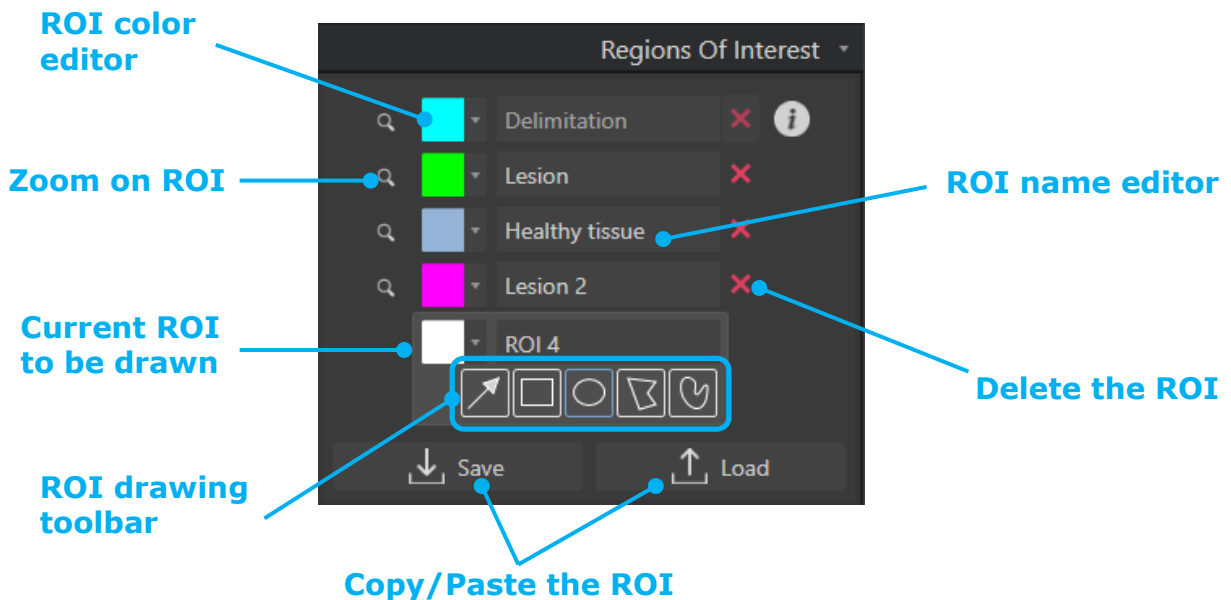 ROI color
editor
Regions Of Interest
Delimitation
i
Zoom on ROI
Lesion
ROI name editor
Healthy tissue
Lesion 2
Current ROI
to be drawn
ROI 4
Delete the ROI
Save
Load
ROI drawing
toolbar
Copy/Paste the ROI